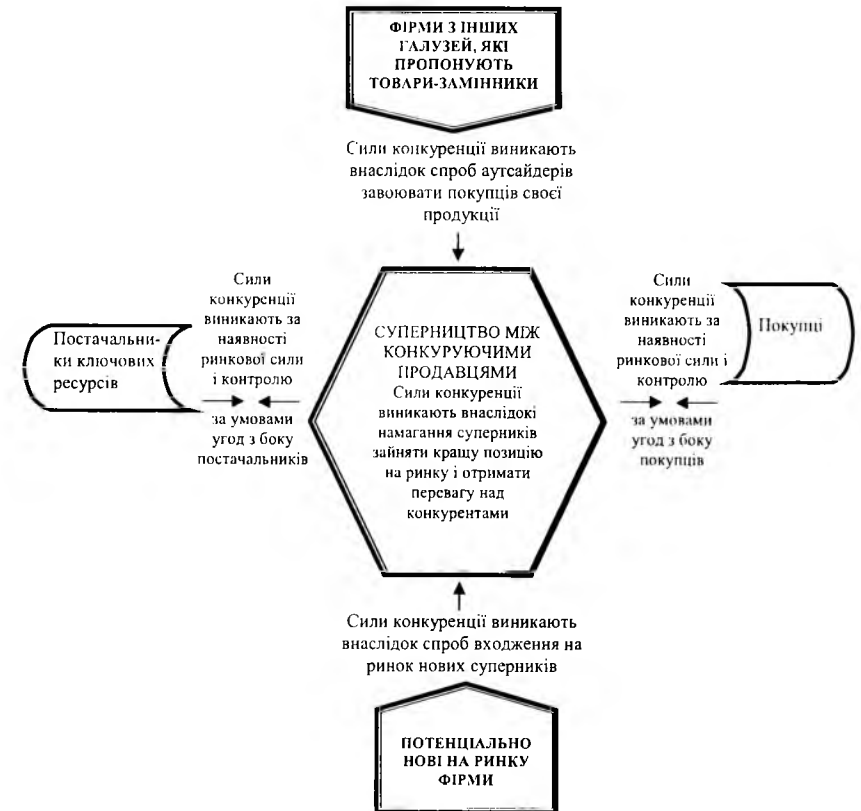 ФІРМИ З ІНШИХ
ГАЛУЗЕЙ, ЯКІ
ПРОПОНУЮТЬ
ТОВАРИ-ЗАМІННИКИ
Сили конкуренції виникають
внаслідок спроб аутсайдерів
завоювати покупців своєї
продукції
Постачальни-
ки ключових
ресурсів
Сили
конкуренції
виникають за
наявності
ринкової сили
і контролю
за умовами
угод з боку
постачальників
СУПЕРНИЦТВО МІЖ
КОНКУРУЮЧИМИ
ПРОДАВЦЯМИ
Сили конкуренції
виникають внаслідокі
намагання суперників
зайняти кращу позицію
на ринку і отримати
перевагу над
конкурентами
Сили
конкуренції
виникають за
наявності
ринкової сили і
контролю
за умовами
угод з боку
покупців
Покупці
Сили конкуренції виникають
внаслідок спроб входження на
ринок нових суперників
ПОТЕНЦІАЛЬНО
НОВІ НА РИНКУ
ФІРМИ